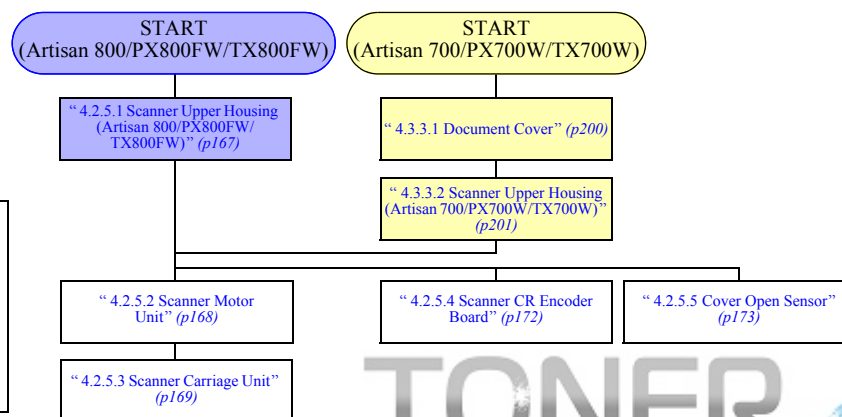 START
(Artisan 800/PX800FW/TX800FW)
START
(Artisan 700/PX700W/TX700W)
“ 4.2.5.1 Scanner Upper Housing
(Artisan 800/PX800FW/
TX800FW)” (p167)
“ 4.3.3.1 Document Cover” (p200)
“ 4.3.3.2 Scanner Upper Housing
(Artisan 700/PX700W/TX700W)”
(p201)
“ 4.2.5.2 Scanner Motor
Unit” (p168)
“ 4.2.5.4 Scanner CR Encoder
Board” (p172)
“ 4.2.5.5 Cover Open Sensor”
(p173)
“ 4.2.5.3 Scanner Carriage Unit”
(p169)
TONER